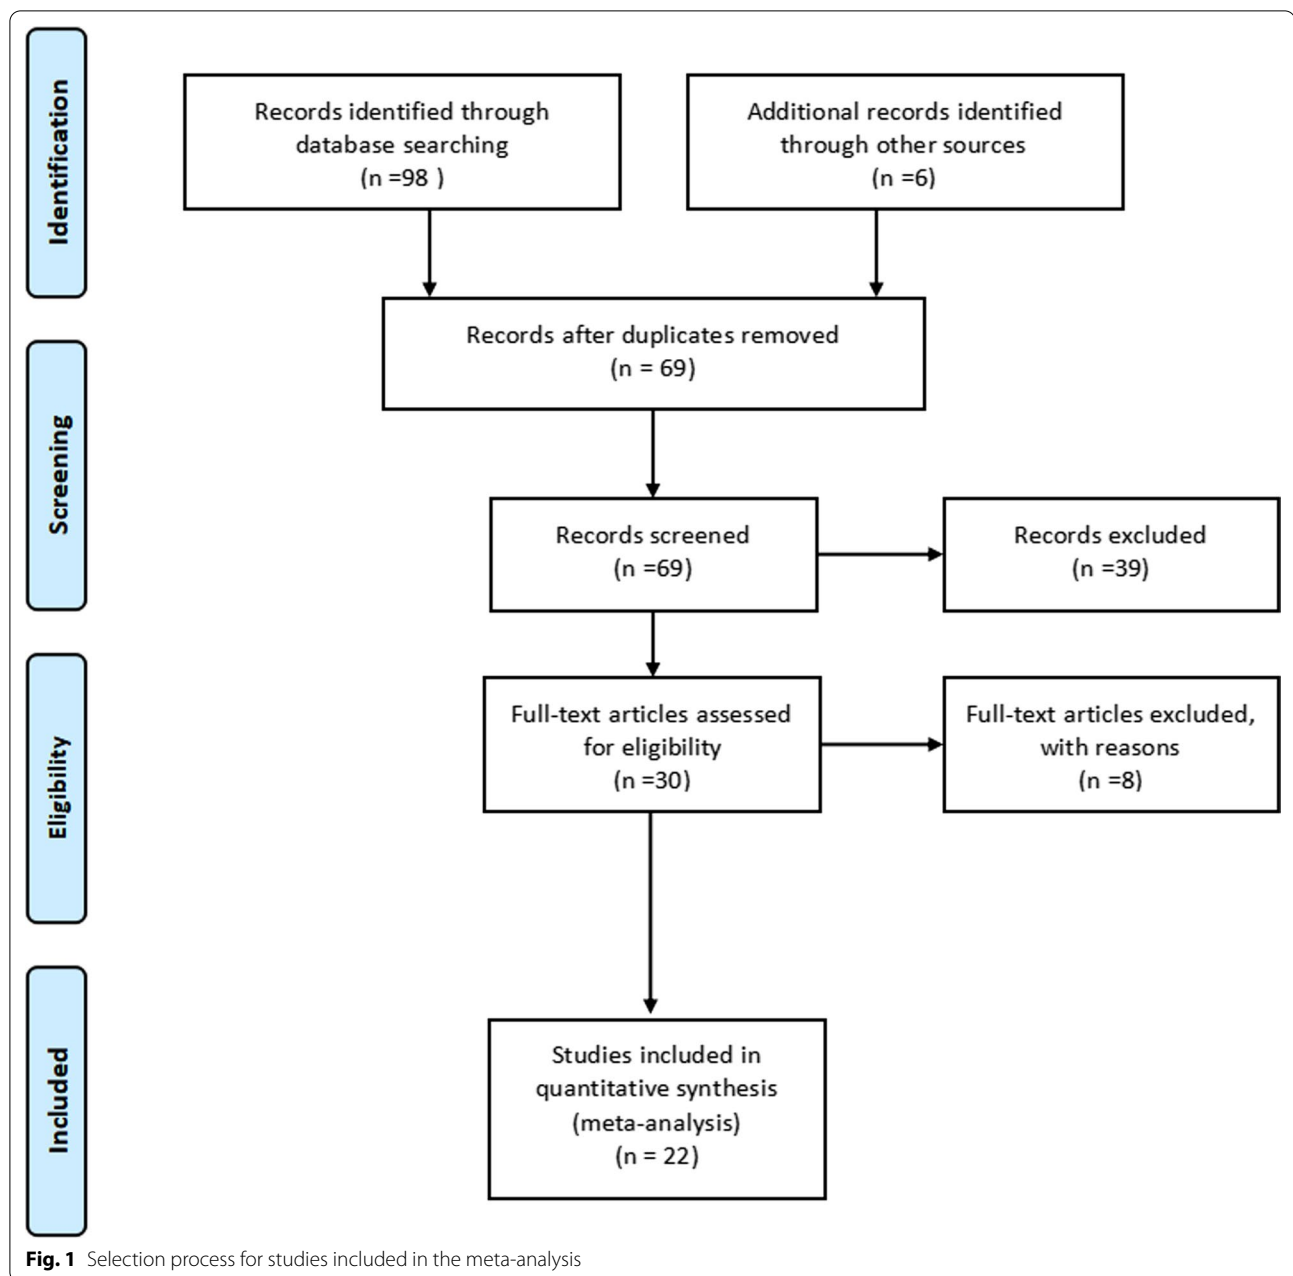 Identification
Records identified through
database searching
(n =98 )
Additional records identified
through other sources
(n =6)
Records after duplicates removed
(n = 69)
Screening
Records screened
(n =69)
Records excluded
(n =39)
Eligibility
Full-text articles assessed
for eligibility
(n =30)
Full-text articles excluded,
with reasons
(n =8)
Included
Studies included in
quantitative synthesis
(meta-analysis)
(n = 22)
Fig. 1 Selection process for studies included in the meta-analysis